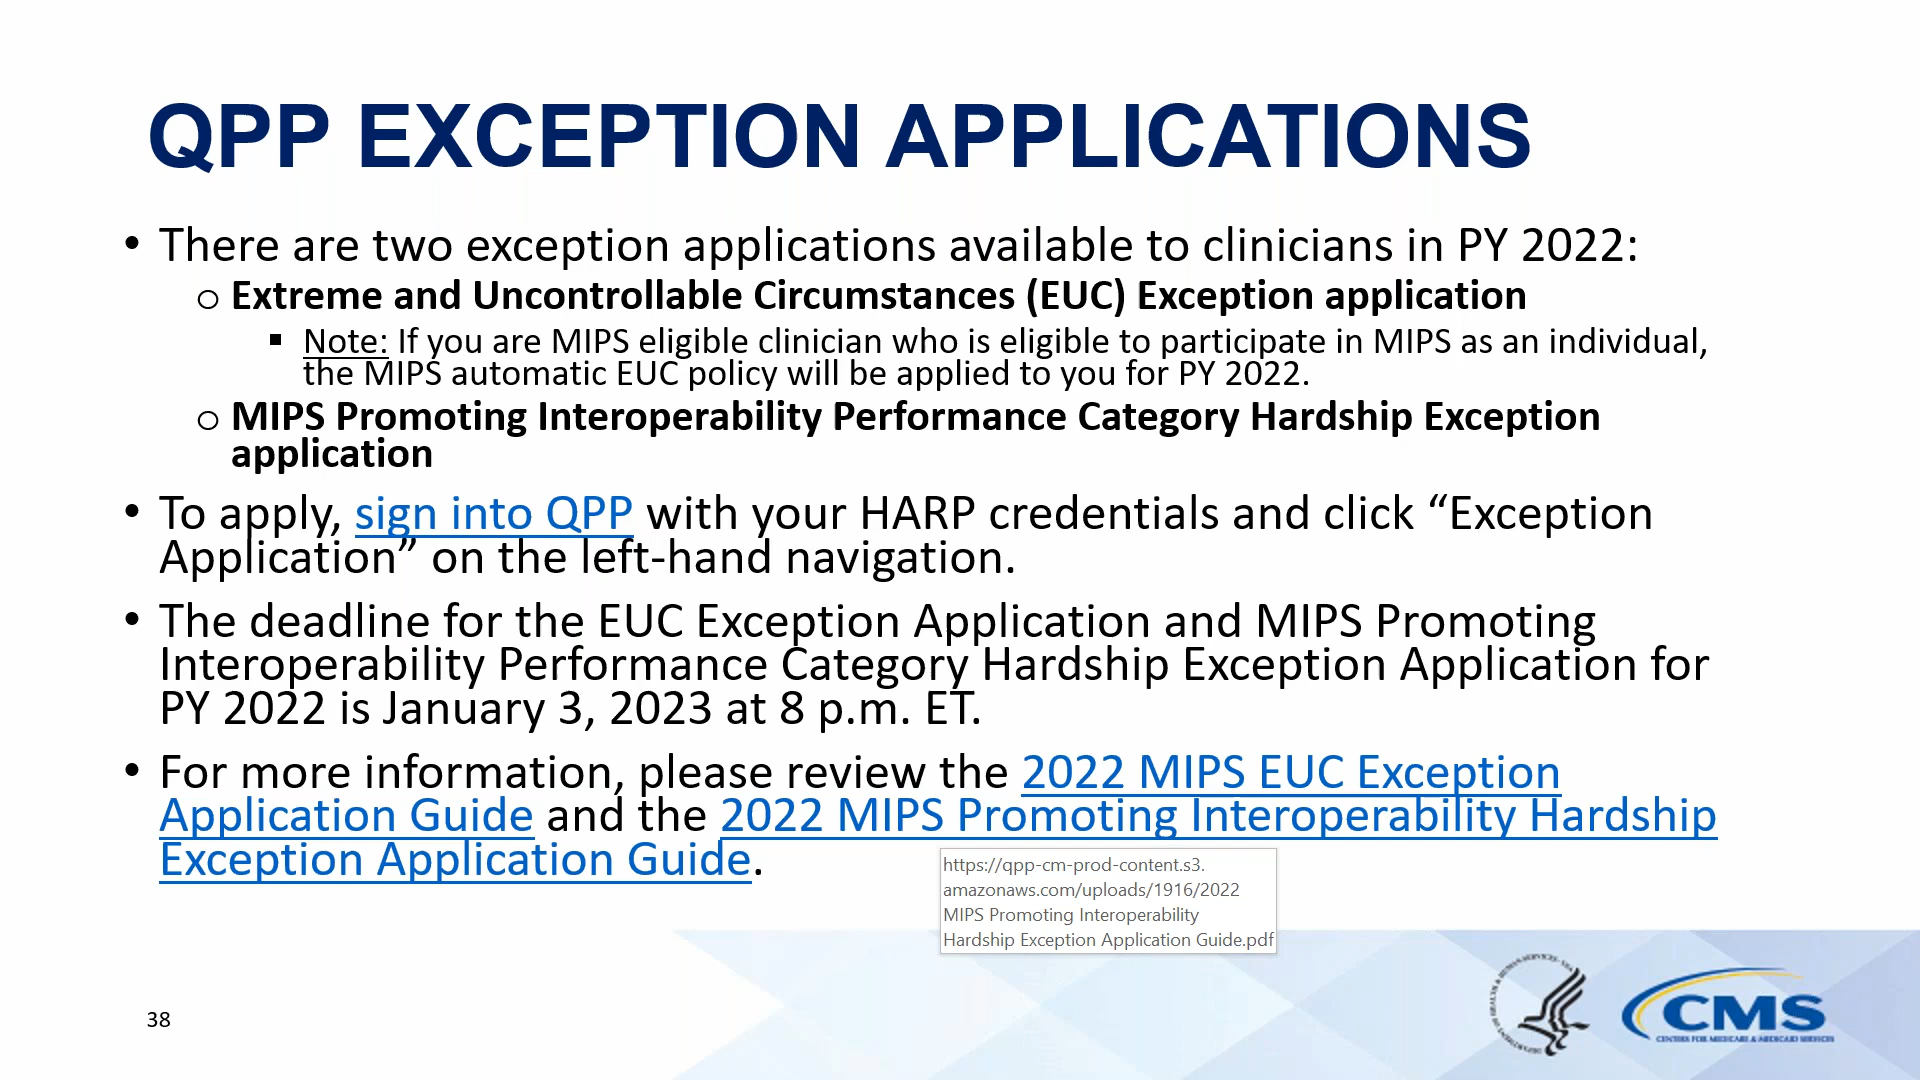 QPP EXCEPTION APPLICATIONS
• There are two exception applications available to clinicians in PY 2022:
o Extreme and Uncontrollable Circumstances (EUC) Exception application
▪ Note: If you are MIPS eligible clinician who is eligible to participate in MIPS as an individual,
the MIPS automatic EUC policy will be applied to you for PY 2022.
o MIPS Promoting Interoperability Performance Category Hardship Exception
application
• To apply, sign into QPP with your HARP credentials and click “Exception
Application” on the left-hand navigation.
• The deadline for the EUC Exception Application and MIPS Promoting
Interoperability Performance Category Hardship Exception Application for
PY 2022 is January 3, 2023 at 8 p.m. ET.
• For more information, please review the 2022 MIPS EUC Exception
Application Guide and the 2022 MIPS Promoting Interoperability Hardship
Exception Application Guide.
https://qpp-cm-prod-content.s3.
amazonaws.com/uploads/1916/2022
MIPS Promoting Interoperability
Hardship Exception Application Guide.pdf
38
CMS
CENTERS FOR MEDICARE & MEDICAID SERVICES